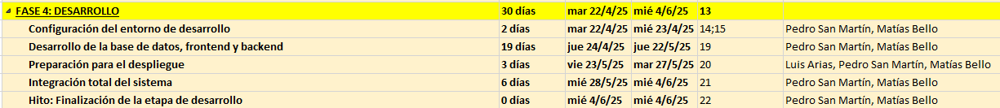 FASE 4: DESARROLLO 30 días mar 22/4/25 mié 4/6/25 13
Configuración del entorno de desarrollo 2 días mar 22/4/25 mié 23/4/25 14;15 Pedro San Martín, Matías Bello
Desarrollo de la base de datos, frontend y backend 19 días jue 24/4/25 jue 22/5/25 19 Pedro San Martín, Matías Bello
Preparación para el despliegue 3 días vie 23/5/25 mar 27/5/25 20 Luis Arias, Pedro San Martín, Matías Bello
Integración total del sistema 6 días mié 28/5/25 mié 4/6/25 21 Pedro San Martín, Matías Bello
Hito: Finalización de la etapa de desarrollo 0 días mié 4/6/25 mié 4/6/25 22 Pedro San Martín, Matías Bello